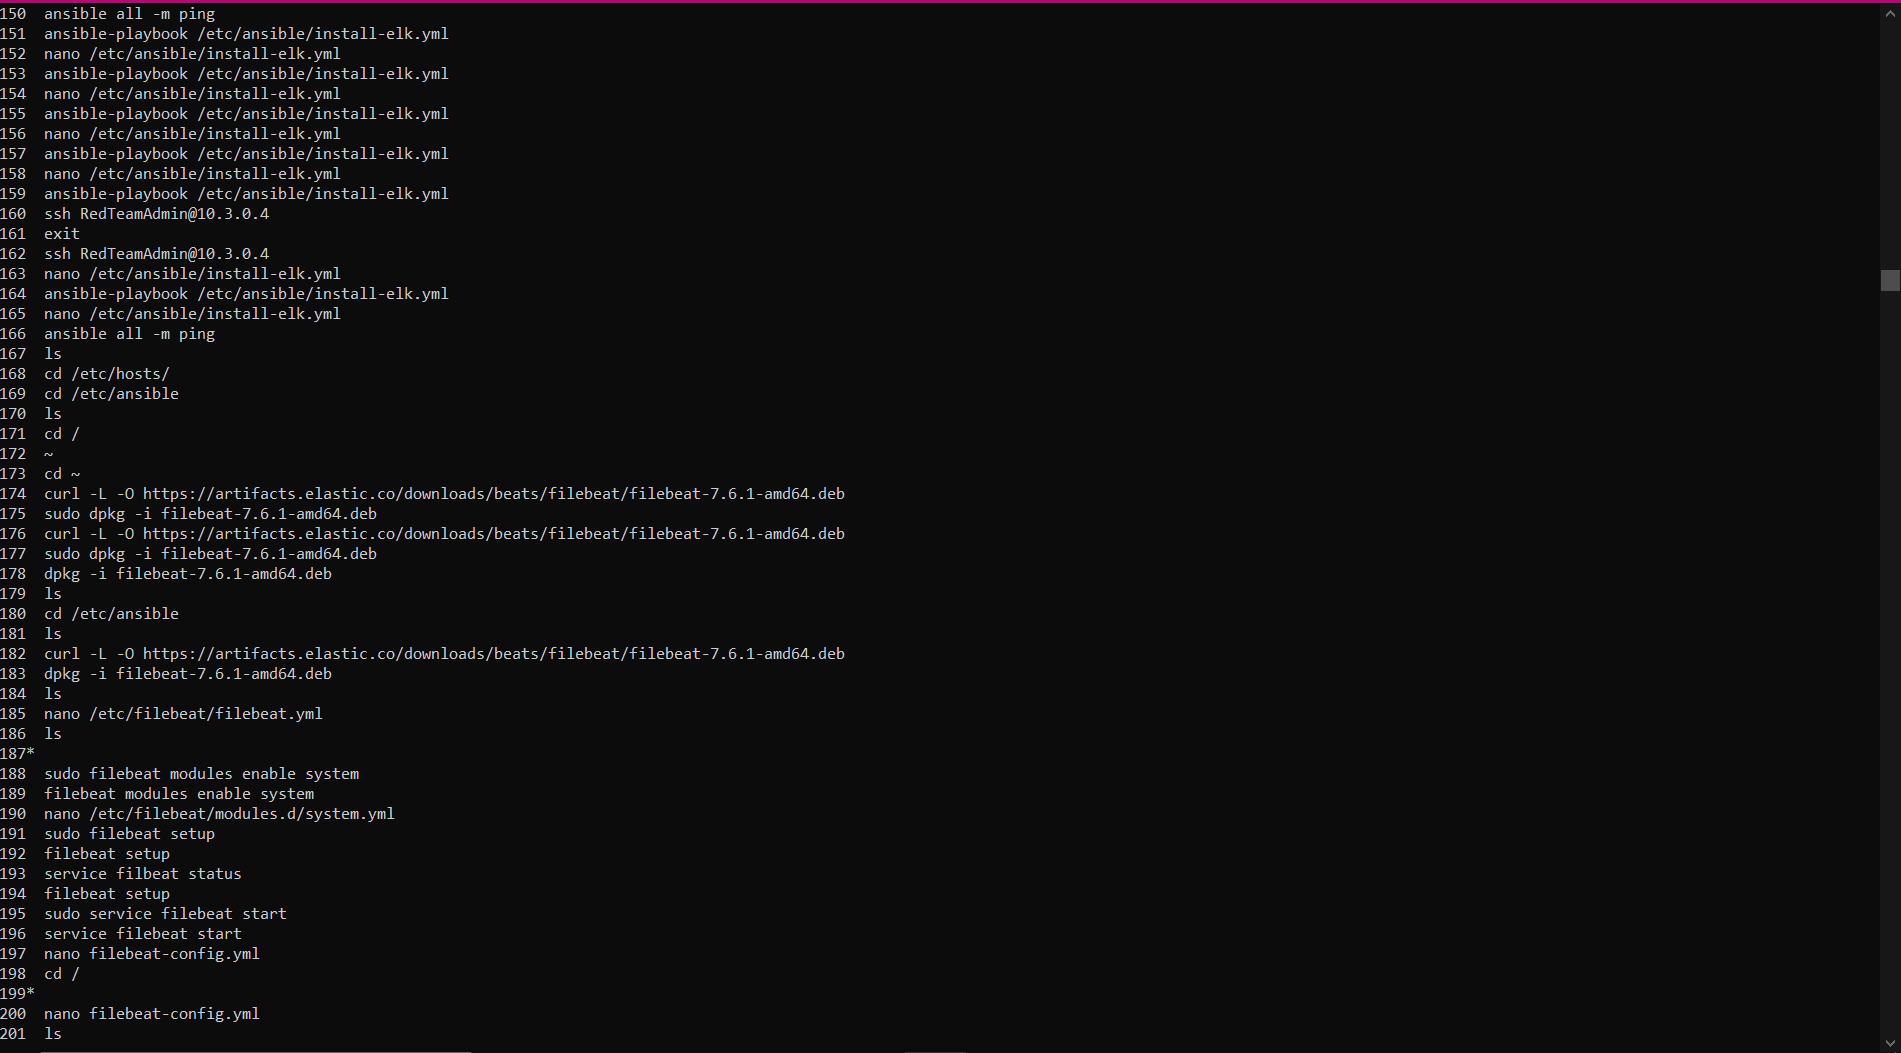 150  ansible all -m ping
151  ansible-playbook /etc/ansible/install-elk.yml
152  nano /etc/ansible/install-elk.yml
153  ansible-playbook /etc/ansible/install-elk.yml
154  nano /etc/ansible/install-elk.yml
155  ansible-playbook /etc/ansible/install-elk.yml
156  nano /etc/ansible/install-elk.yml
157  ansible-playbook /etc/ansible/install-elk.yml
158  nano /etc/ansible/install-elk.yml
159  ansible-playbook /etc/ansible/install-elk.yml
160  ssh RedTeamAdmin@10.3.0.4
161  exit
162  ssh RedTeamAdmin@10.3.0.4
163  nano /etc/ansible/install-elk.yml
164  ansible-playbook /etc/ansible/install-elk.yml
165  nano /etc/ansible/install-elk.yml
166  ansible all -m ping
167  ls
168  cd /etc/hosts/
169  cd /etc/ansible
170  ls
171  cd /
172  ~
173  cd ~
174  curl -L -O https://artifacts.elastic.co/downloads/beats/filebeat/filebeat-7.6.1-amd64.deb
175  sudo dpkg -i filebeat-7.6.1-amd64.deb
176  curl -L -O https://artifacts.elastic.co/downloads/beats/filebeat/filebeat-7.6.1-amd64.deb
177  sudo dpkg -i filebeat-7.6.1-amd64.deb
178  dpkg -i filebeat-7.6.1-amd64.deb
179  ls
180  cd /etc/ansible
181  ls
182  curl -L -O https://artifacts.elastic.co/downloads/beats/filebeat/filebeat-7.6.1-amd64.deb
183  dpkg -i filebeat-7.6.1-amd64.deb
184  ls
185  nano /etc/filebeat/filebeat.yml
186  ls
187*
188  sudo filebeat modules enable system
189  filebeat modules enable system
190  nano /etc/filebeat/modules.d/system.yml
191  sudo filebeat setup
192  filebeat setup
193  service filbeat status
194  filebeat setup
195  sudo service filebeat start
196  service filebeat start
197  nano filebeat-config.yml
198  cd /
199*
200  nano filebeat-config.yml
201  ls